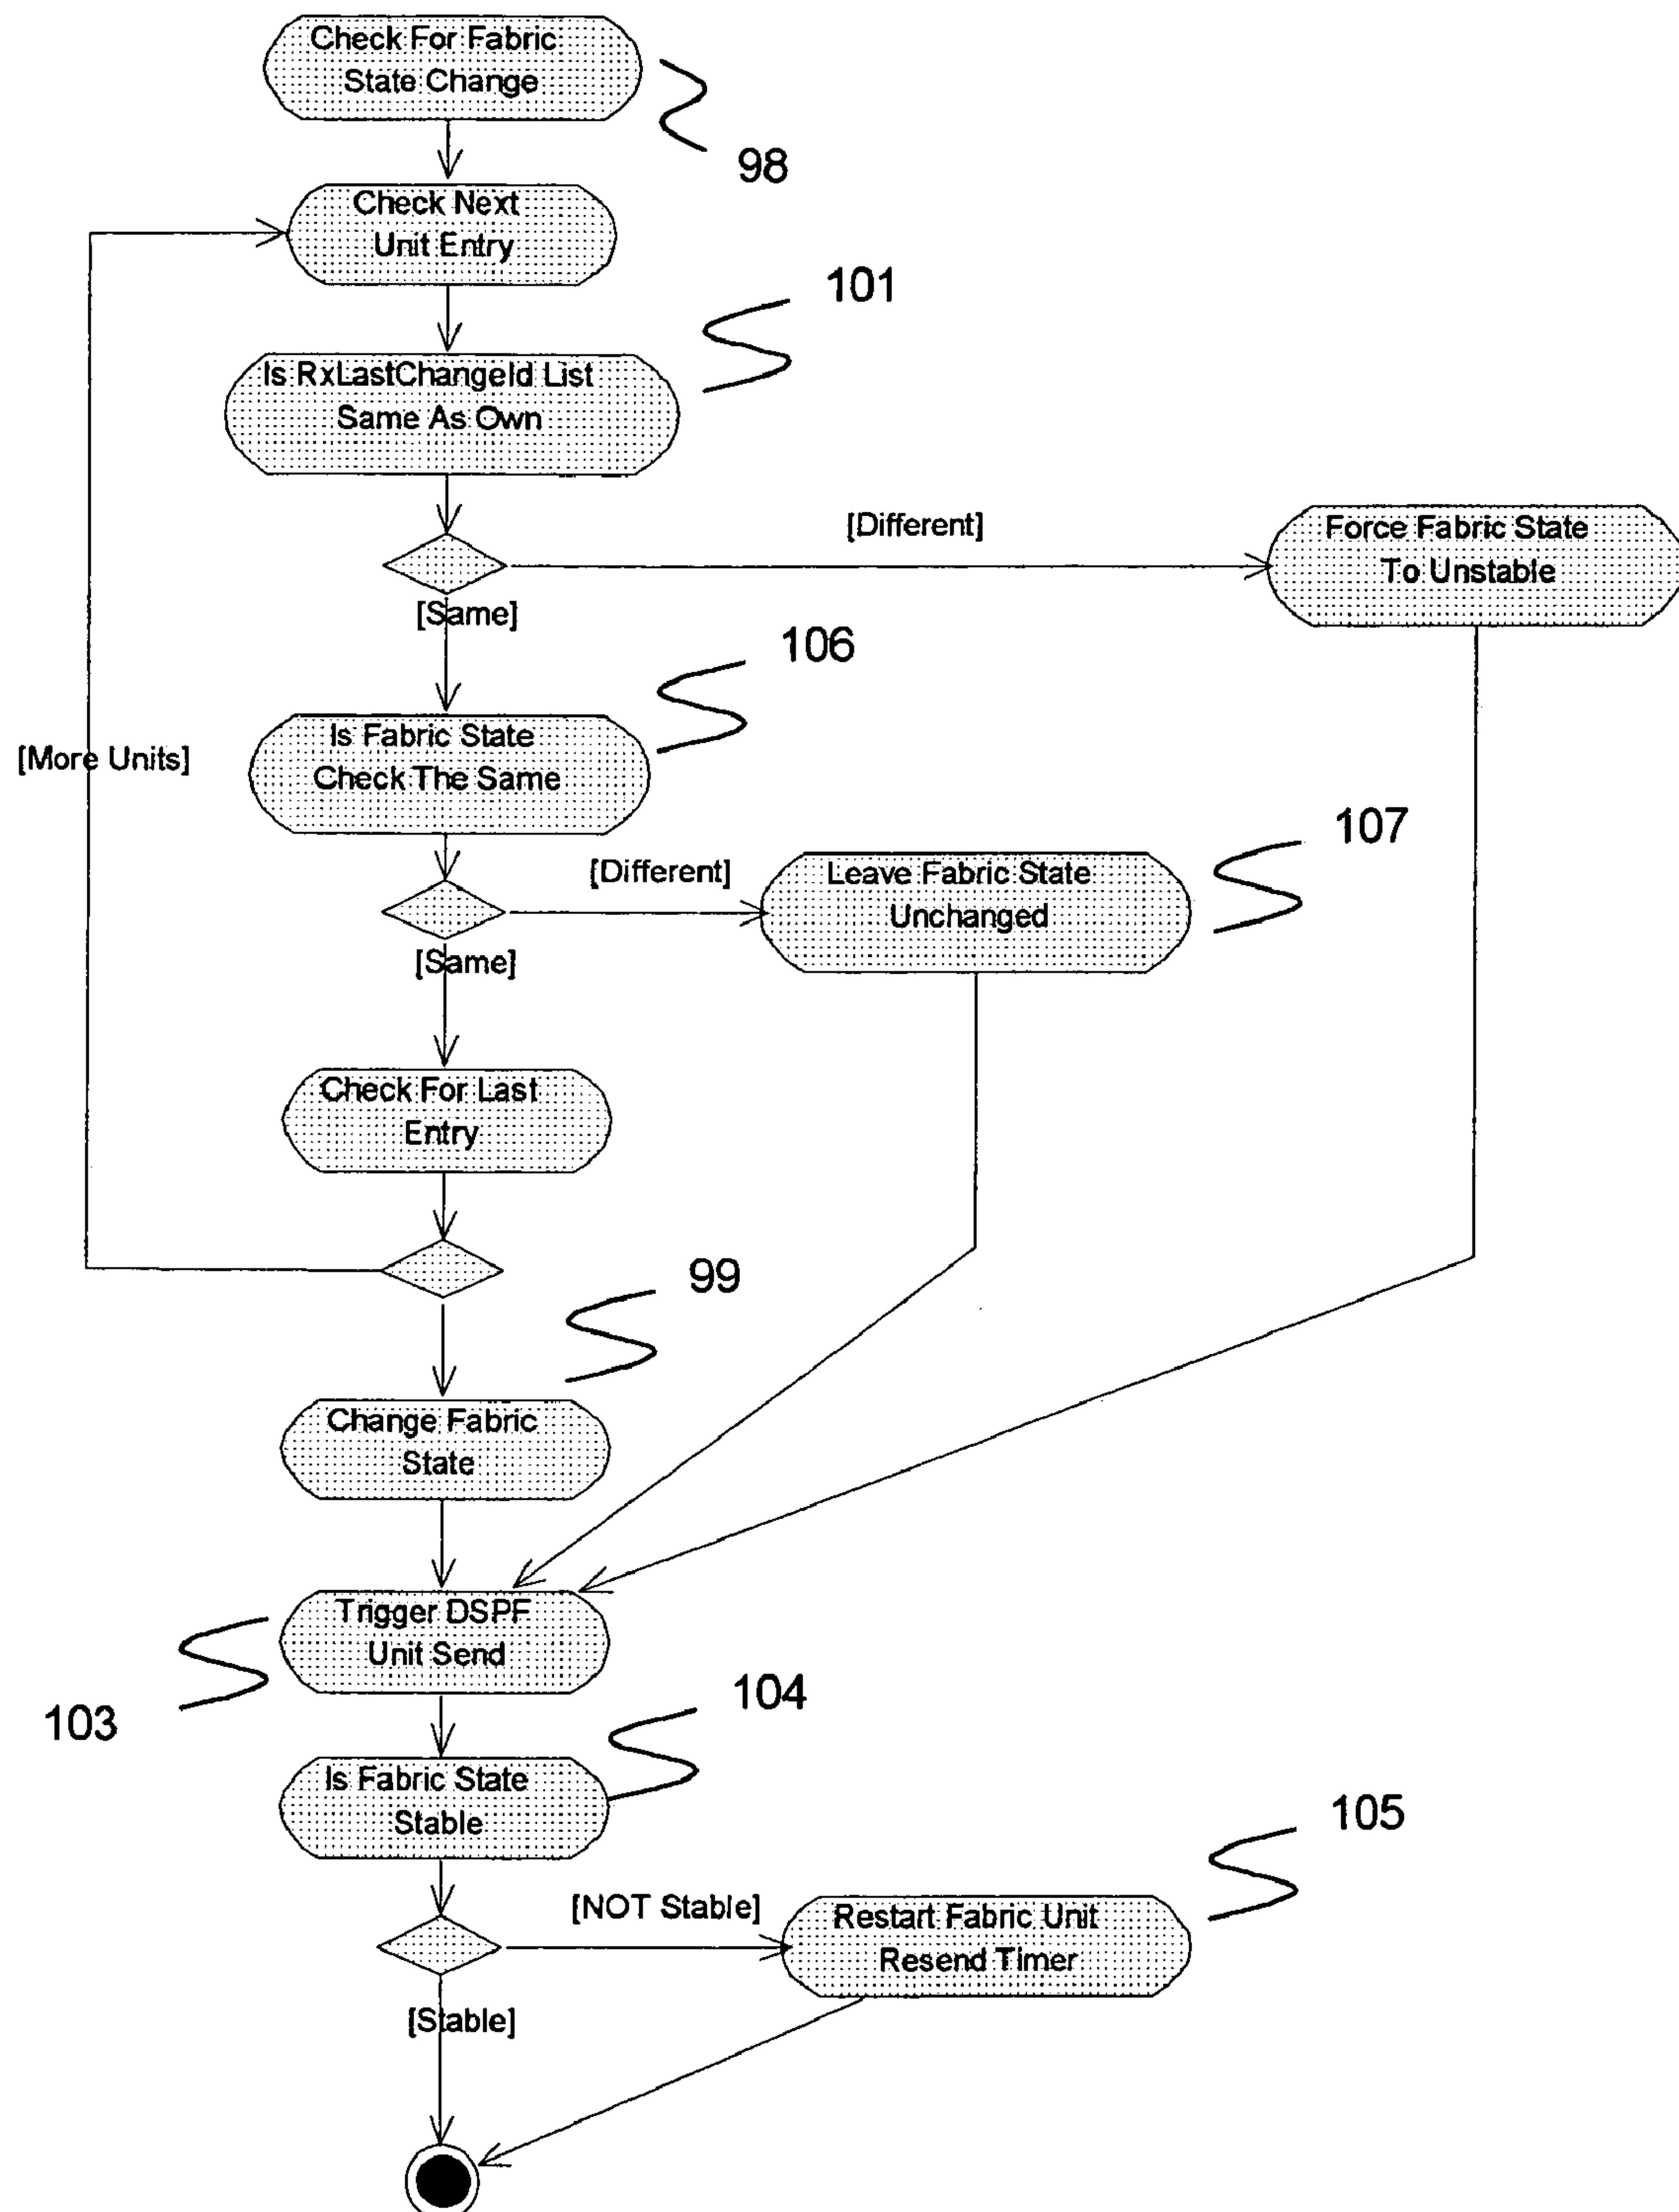 Check For Fabric
State Change
98
Check Next
Unit Entry
101
Is RxLastChangeId List
Same As Own
[Different]
Force Fabric State
To Unstable
[Same]
106
Is Fabric State
Check The Same
[More Units]
107
[Different]
Leave Fabric State
Unchanged
[Same]
Check For Last
Entry
99
Change Fabric
State
Trigger DSPF
Unit Send
103
104
Is Fabric State
Stable
105
[NOT Stable]
Restart Fabric Unit
Resend Timer
[Stable]